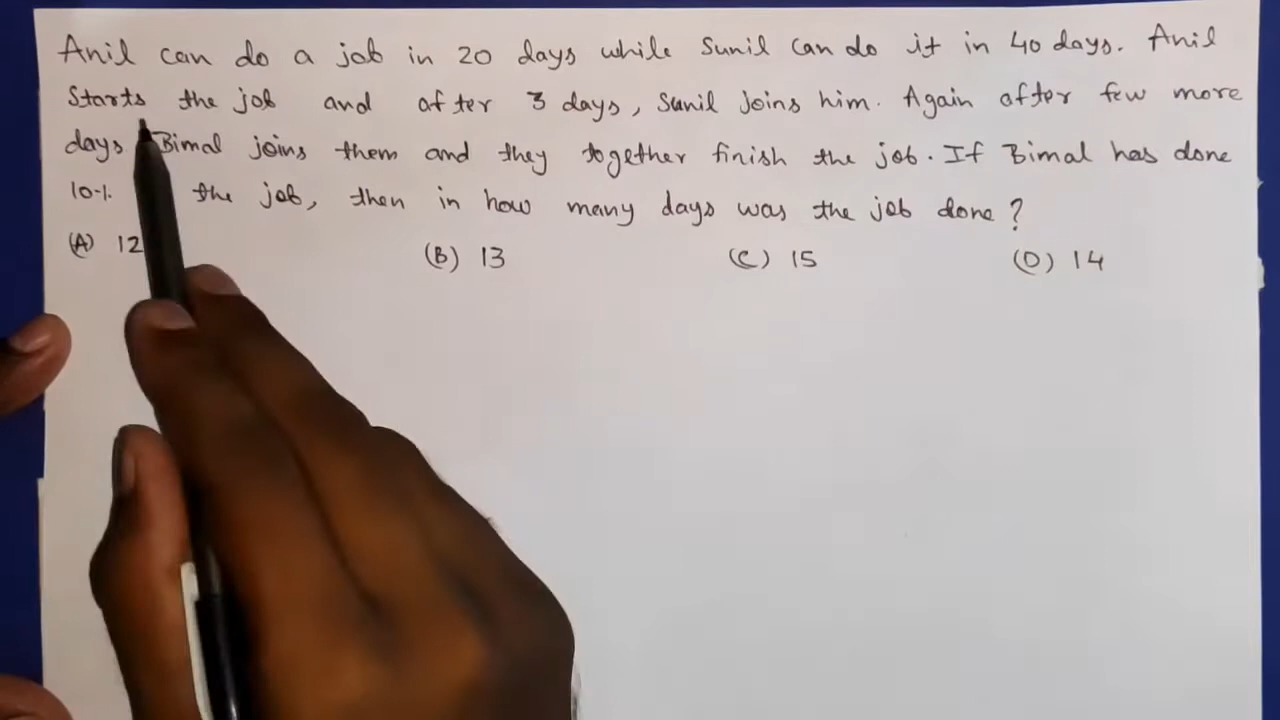 Anil can do a job in 20 days while Sunil can do it in 40 days. Anil
Starts the job and after 3 days, Sunil joins him. Again after few more
days Bimal joins them and they together finish the job. If Bimal has done
10% the job, then in how many days was the job done?
(A) 12 (B) 13 (C) 15 (D) 14